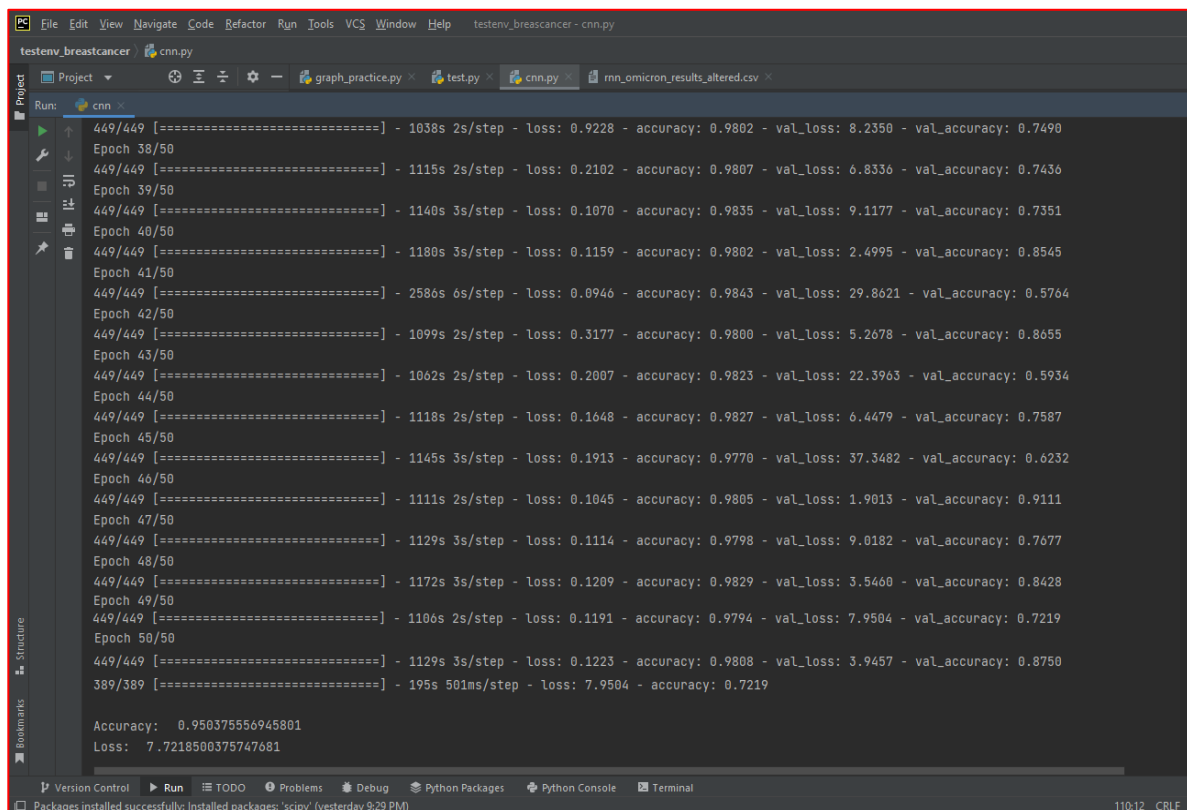 PC File Edit View Navigate Code Refactor Run Tools VCS Window Help testenv_breascancer - cnn.py
testenv_breastcancer cnn.py
Project Project graph_practice.py test.py cnn.py rnn_omicron_results_altered.csv
Run: cnn
449/449 [==============================] - 1038s 2s/step - loss: 0.9228 - accuracy: 0.9802 - val_loss: 8.2350 - val_accuracy: 0.7490
Epoch 38/50
449/449 [==============================] - 1115s 2s/step - loss: 0.2102 - accuracy: 0.9807 - val_loss: 6.8336 - val_accuracy: 0.7436
Epoch 39/50
449/449 [==============================] - 1140s 3s/step - loss: 0.1070 - accuracy: 0.9835 - val_loss: 9.1177 - val_accuracy: 0.7351
Epoch 40/50
449/449 [==============================] - 1180s 3s/step - loss: 0.1159 - accuracy: 0.9802 - val_loss: 2.4995 - val_accuracy: 0.8545
Epoch 41/50
449/449 [==============================] - 2586s 6s/step - loss: 0.0946 - accuracy: 0.9843 - val_loss: 29.8621 - val_accuracy: 0.5764
Epoch 42/50
449/449 [==============================] - 1099s 2s/step - loss: 0.3177 - accuracy: 0.9800 - val_loss: 5.2678 - val_accuracy: 0.8655
Epoch 43/50
449/449 [==============================] - 1062s 2s/step - loss: 0.2007 - accuracy: 0.9823 - val_loss: 22.3963 - val_accuracy: 0.5934
Epoch 44/50
449/449 [==============================] - 1118s 2s/step - loss: 0.1648 - accuracy: 0.9827 - val_loss: 6.4479 - val_accuracy: 0.7587
Epoch 45/50
449/449 [==============================] - 1145s 3s/step - loss: 0.1913 - accuracy: 0.9770 - val_loss: 37.3482 - val_accuracy: 0.6232
Epoch 46/50
449/449 [==============================] - 1111s 2s/step - loss: 0.1045 - accuracy: 0.9805 - val_loss: 1.9013 - val_accuracy: 0.9111
Epoch 47/50
449/449 [==============================] - 1129s 3s/step - loss: 0.1114 - accuracy: 0.9798 - val_loss: 9.0182 - val_accuracy: 0.7677
Epoch 48/50
449/449 [==============================] - 1172s 3s/step - loss: 0.1209 - accuracy: 0.9829 - val_loss: 3.5460 - val_accuracy: 0.8428
Epoch 49/50
449/449 [==============================] - 1106s 2s/step - loss: 0.1191 - accuracy: 0.9794 - val_loss: 7.9504 - val_accuracy: 0.7219
Epoch 50/50
449/449 [==============================] - 1129s 3s/step - loss: 0.1223 - accuracy: 0.9808 - val_loss: 3.9457 - val_accuracy: 0.8750
389/389 [==============================] - 195s 501ms/step - loss: 7.9504 - accuracy: 0.7219
Accuracy: 0.950375556945801
Loss: 7.7218500375747681
Structure
Bookmarks
Version Control Run TODO Problems Debug Python Packages Python Console Terminal
Packages installed successfully: Installed packages: 'scipy' (yesterday 9:29 PM) 110:12 CRLF